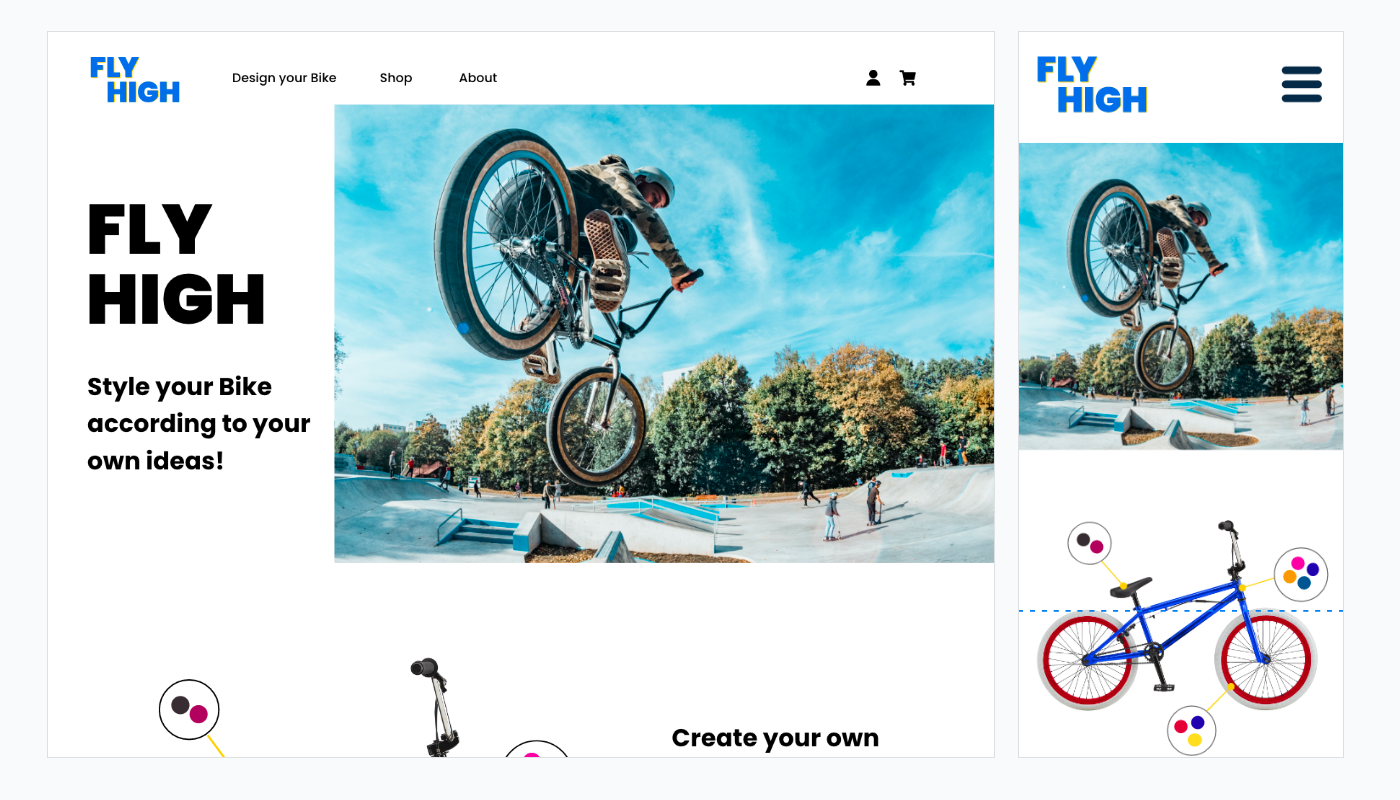 FLY
HIGH
Design your Bike
Shop
About
FLY
HIGH
Style your Bike
according to your
own ideas!
Create your own
FLY
HIGH